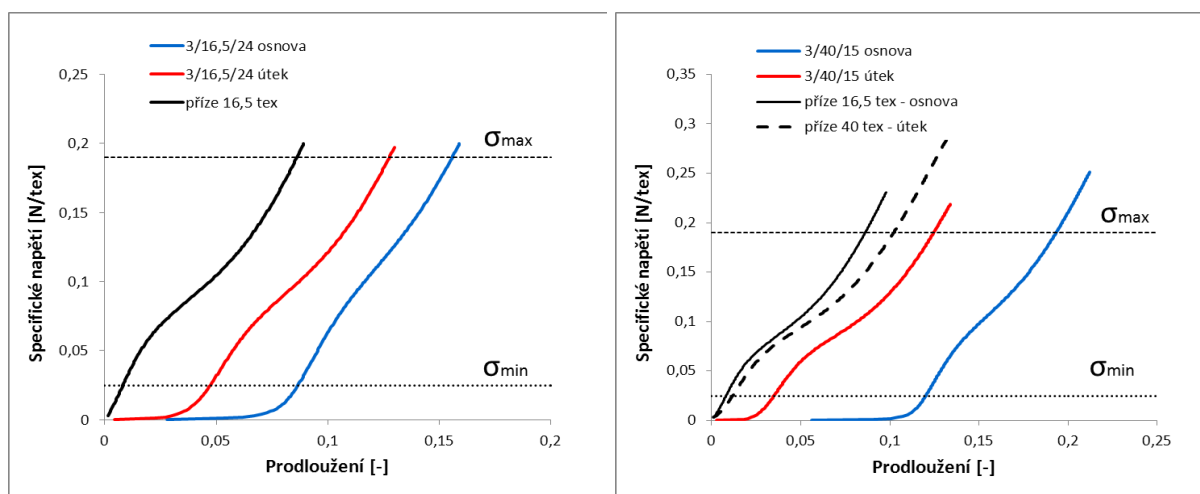 3/16,5/24 osnova
3/16,5/24 útek
příze 16,5 tex
0,25
0,2
0,15
0,1
0,05
0
σmax
σmin
Specifické napětí [N/tex]
0
0,05
0,1
0,15
0,2
Prodloužení [-]
3/40/15 osnova
3/40/15 útek
příze 16,5 tex - osnova
příze 40 tex - útek
0,35
0,3
0,25
0,2
0,15
0,1
0,05
0
σmax
σmin
Specifické napětí [N/tex]
0
0,05
0,1
0,15
0,2
0,25
Prodloužení [-]